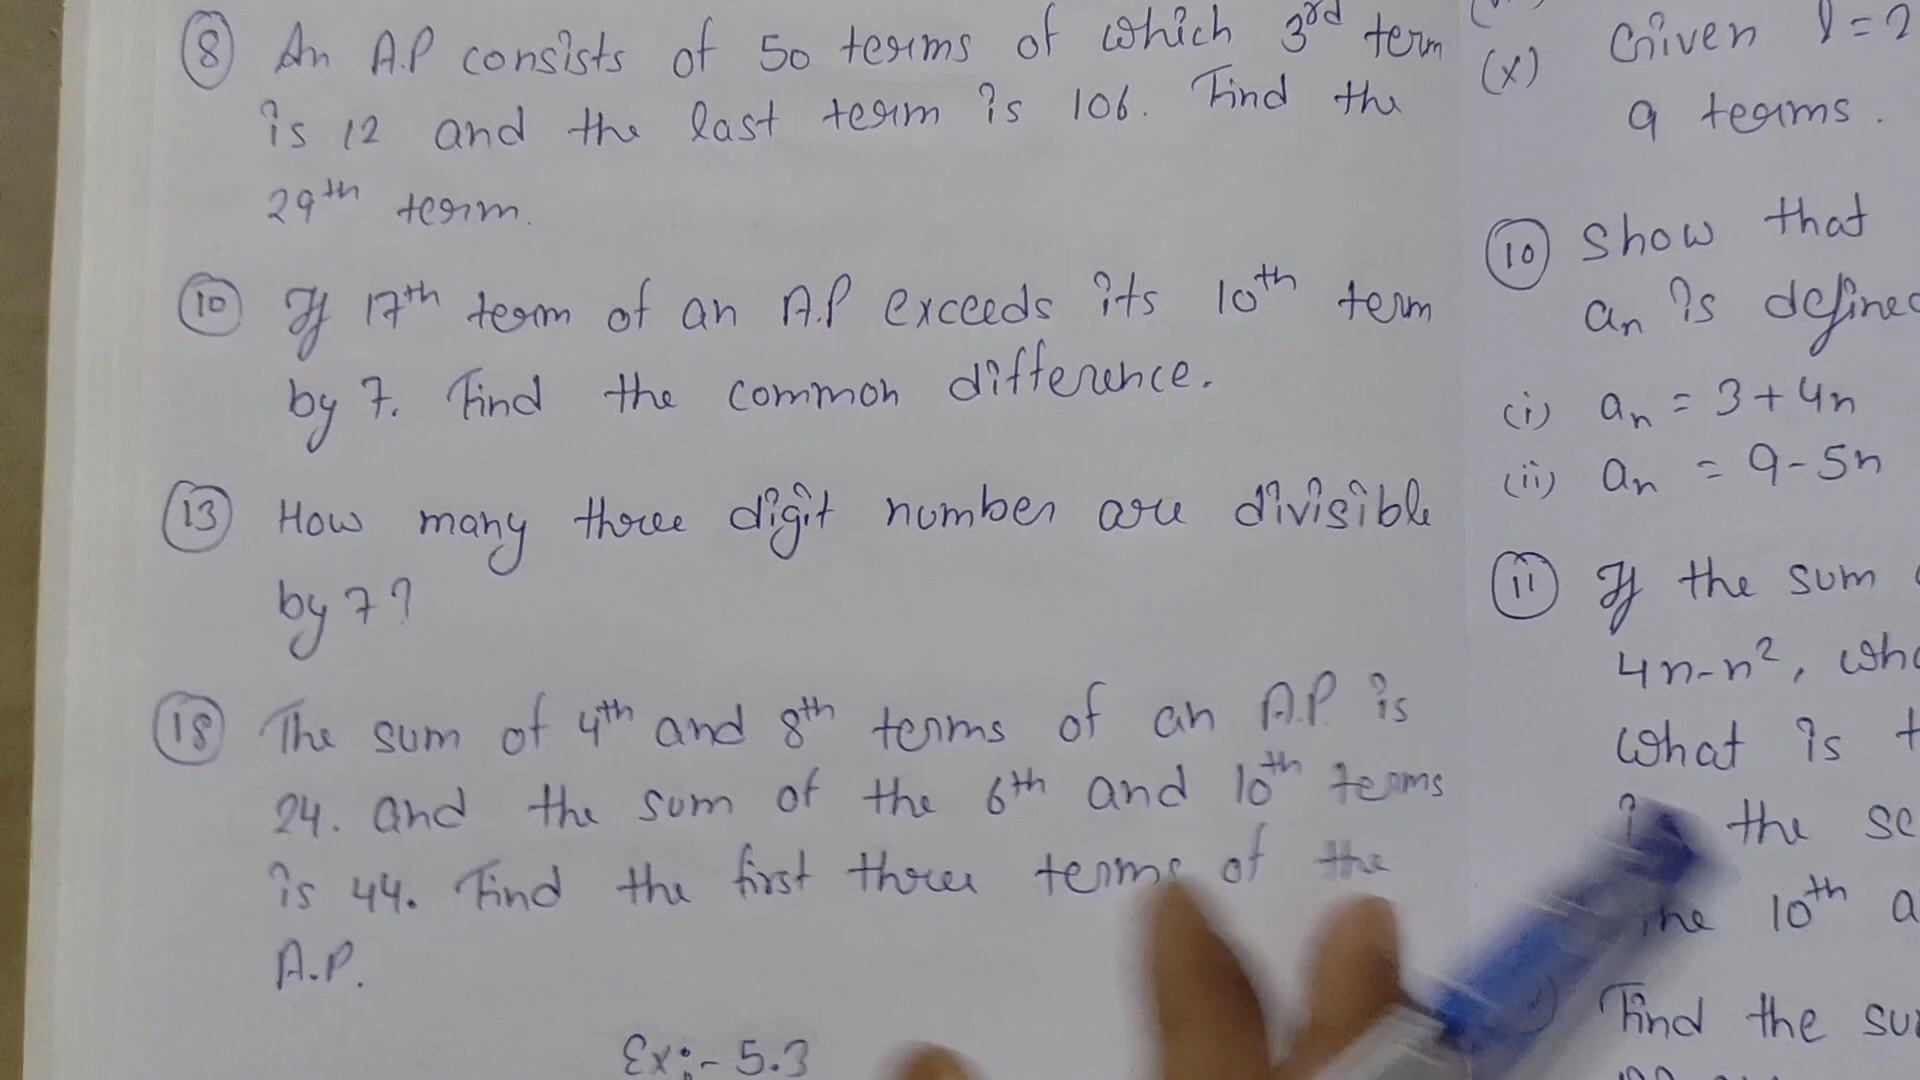 (8) An A.P consists of 50 terms of which 3rd term
is 12 and the last term is 106. Find the
29th term.
(10) If 17th term of an A.P exceeds its 10th term
by 7. Find the common difference.
(13) How many three digit number are divisible
by 7?
(18) The sum of 4th and 8th terms of an A.P. is
24. and the sum of the 6th and 10th terms
is 44. Find the first three terms of the
A.P.
Ex:- 5.3
(x) Given l = 2
9 terms.
(10) Show that
an is defined
(i) an = 3+4n
(ii) an = 9-5n
(11) If the sum
4n-n², 
what is
the
10th
Find the